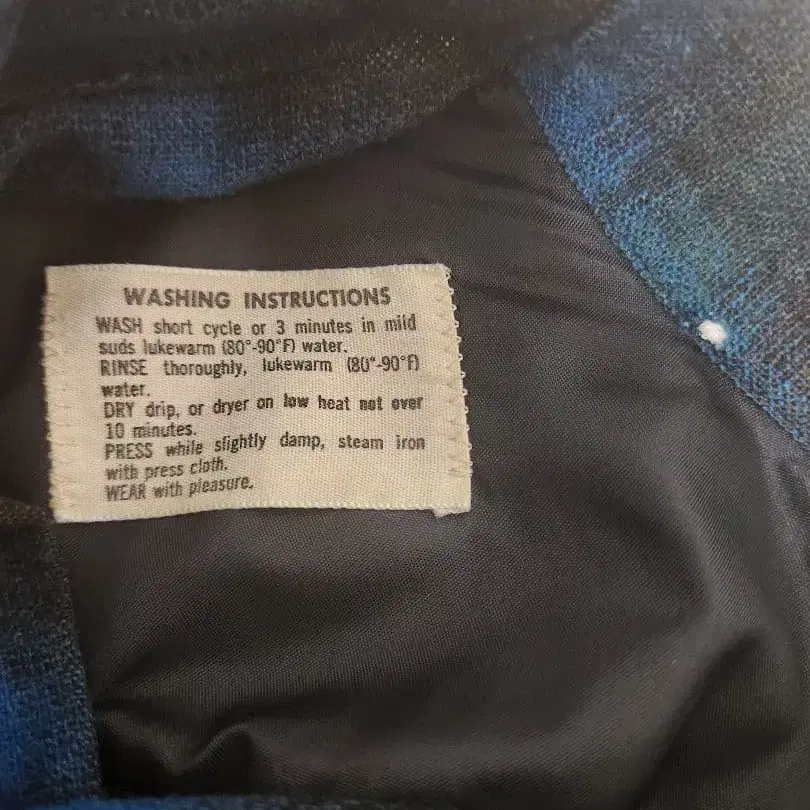 WASHING INSTRUCTIONS
WASH short cycle or 3 minutes in mild
suds lukewarm (80°-90°F) water.
RINSE thoroughly, lukewarm (80°-90°F)
water.
DRY drip, or dryer on low heat not over
10 minutes.
PRESS while slightly damp, steam iron
with press cloth.
WEAR with pleasure.